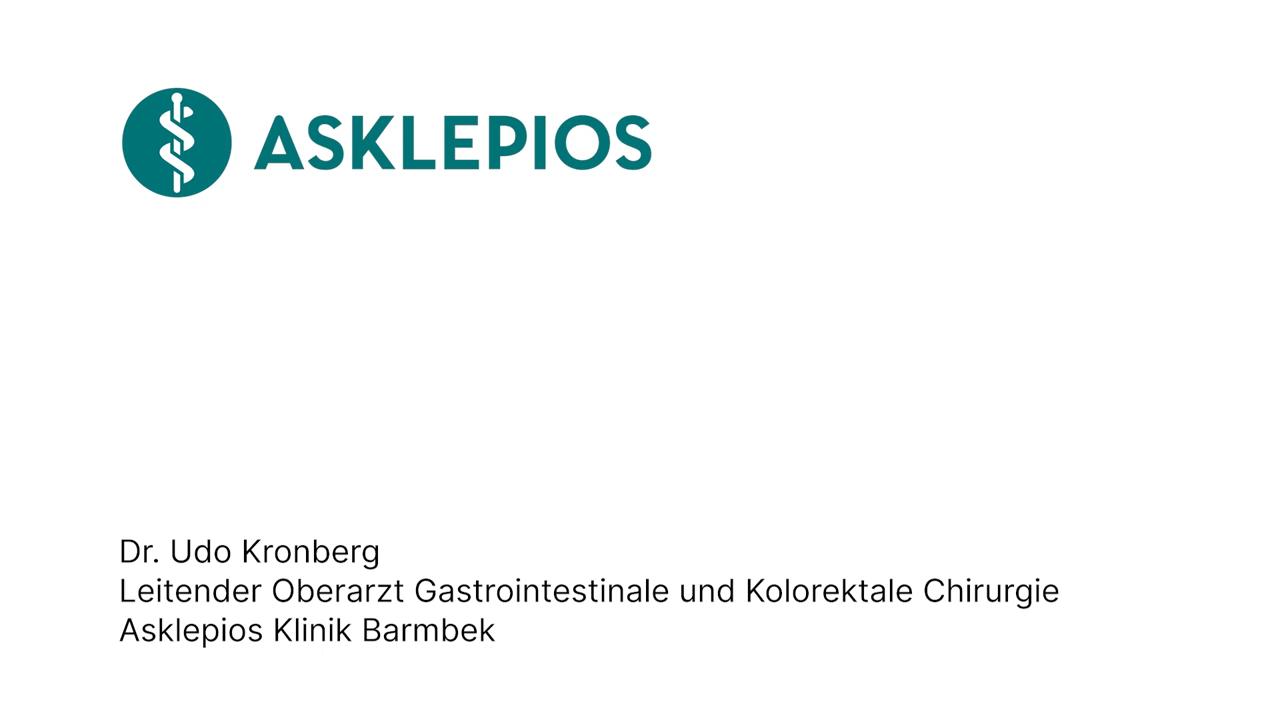 ASKLEPIOS
Dr. Udo Kronberg
Leitender Oberarzt Gastrointestinale und Kolorektale Chirurgie
Asklepios Klinik Barmbek